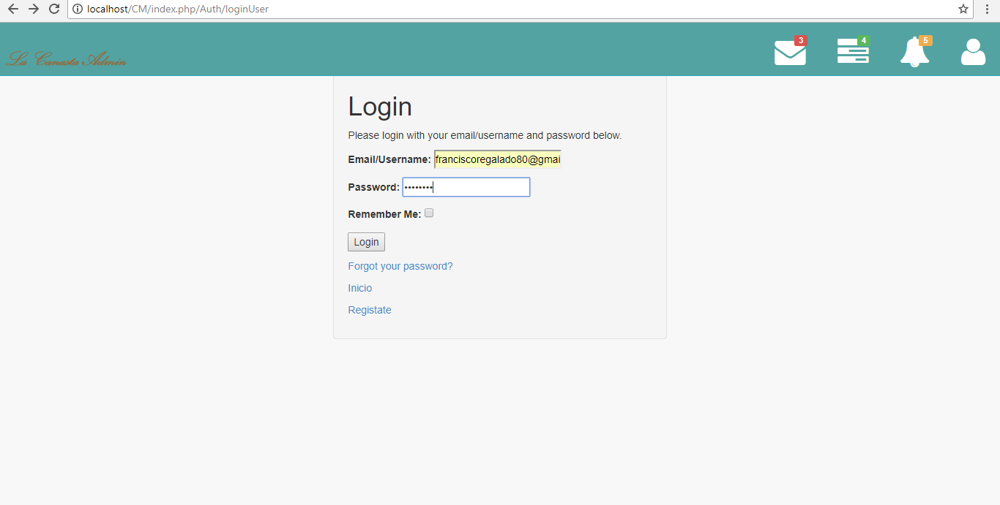 localhost/CM/index.php/Auth/loginUser
La Canasta Admin
3
4
5
Login
Please login with your email/username and password below.
Email/Username: franciscoregalado80@gmai
Password: ••••••••
Remember Me:
Login
Forgot your password?
Inicio
Registate